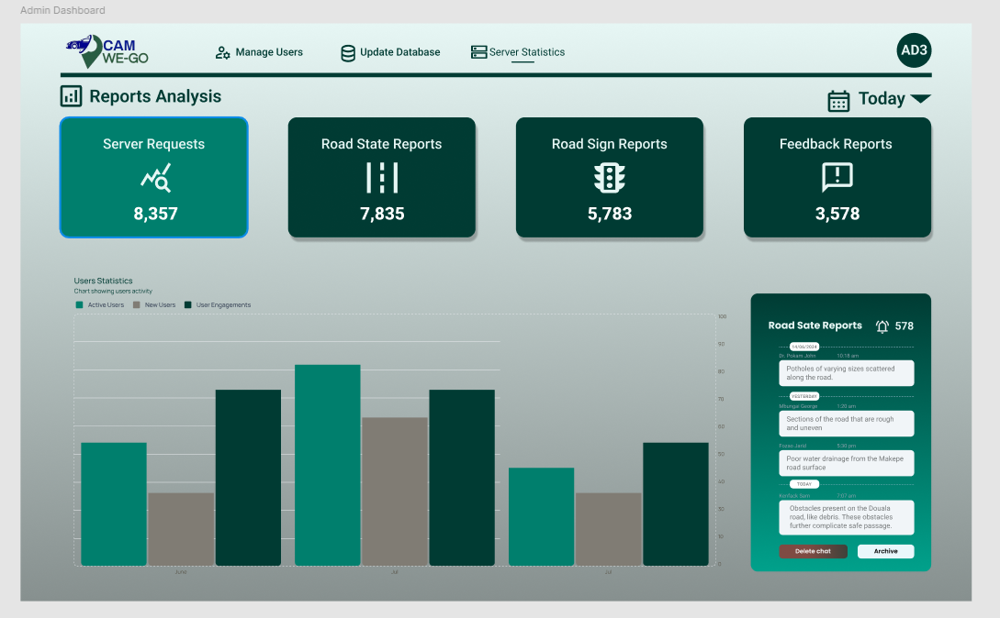 Admin Dashboard
CAM
WE-GO
Manage Users
Update Database
Server Statistics
AD3
Reports Analysis
Today
Server Requests
8,357
Road State Reports
7,835
Road Sign Reports
5,783
Feedback Reports
3,578
Users Statistics
Chart showing users activity
Active Users
New Users
User Engagements
100
90
80
70
60
50
40
30
10
0
June
Jul
Jul
Road Sate Reports
578
14/06/2024
Dr. Pokam John 10:18 am
Potholes of varying sizes scattered
along the road.
YESTERDAY
Mbungai George 1:20 am
Sections of the road that are rough
and uneven
Fozao Jarid 5:30 pm
Poor water drainage from the Makepe
road surface
TODAY
Kenfack Sam 7:07 am
Obstacles present on the Douala
road, like debris. These obstacles
further complicate safe passage.
Delete chat
Archive